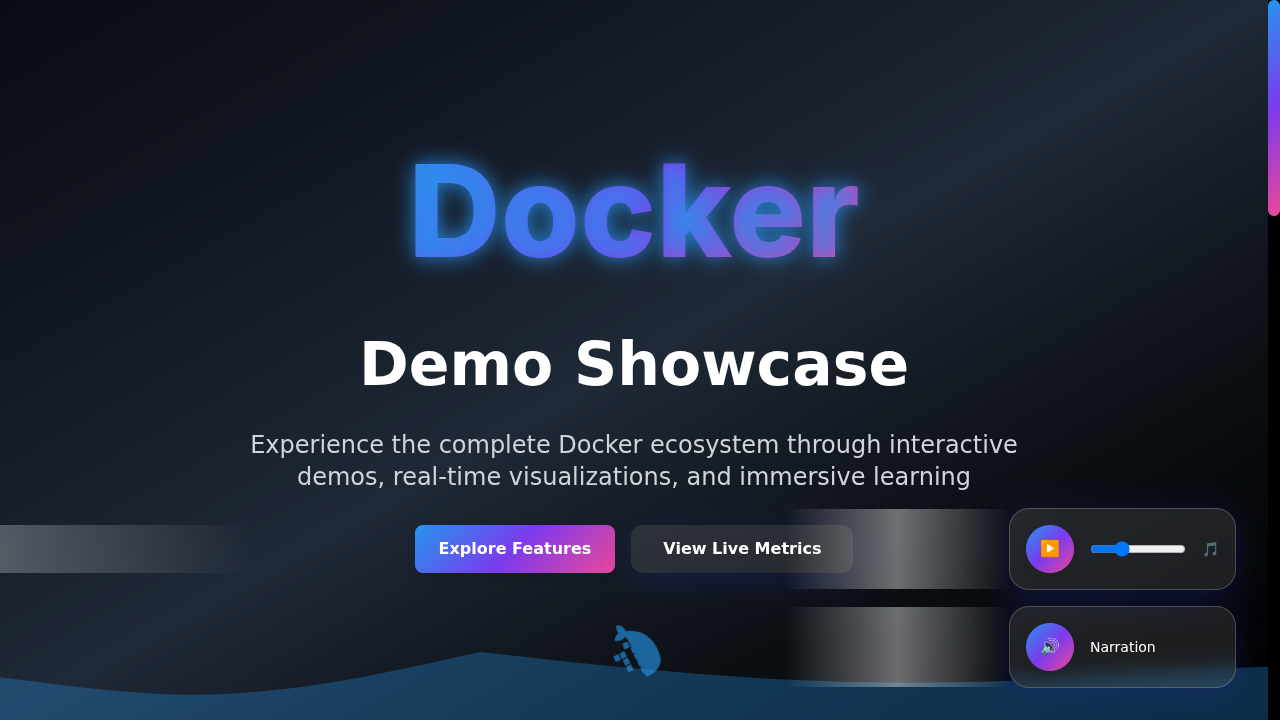 Docker
Demo Showcase
Experience the complete Docker ecosystem through interactive
demos, real-time visualizations, and immersive learning
Explore Features
View Live Metrics
Narration